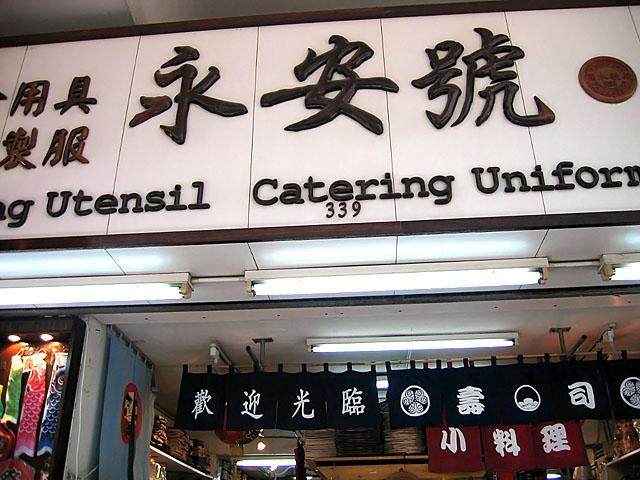 用具
製服
永安號
ng Utensil Catering Uniform
339
歡迎光臨
壽司
小料理